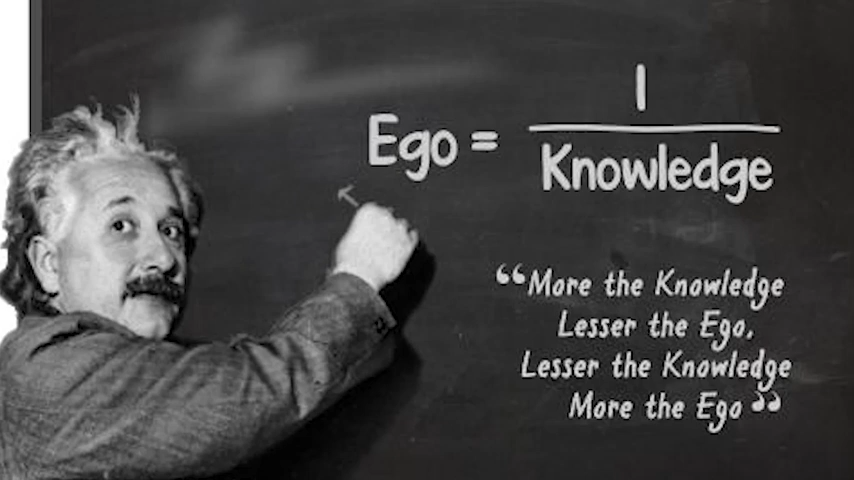 Ego = 1/Knowledge
“More the Knowledge
Lesser the Ego,
Lesser the Knowledge
More the Ego”